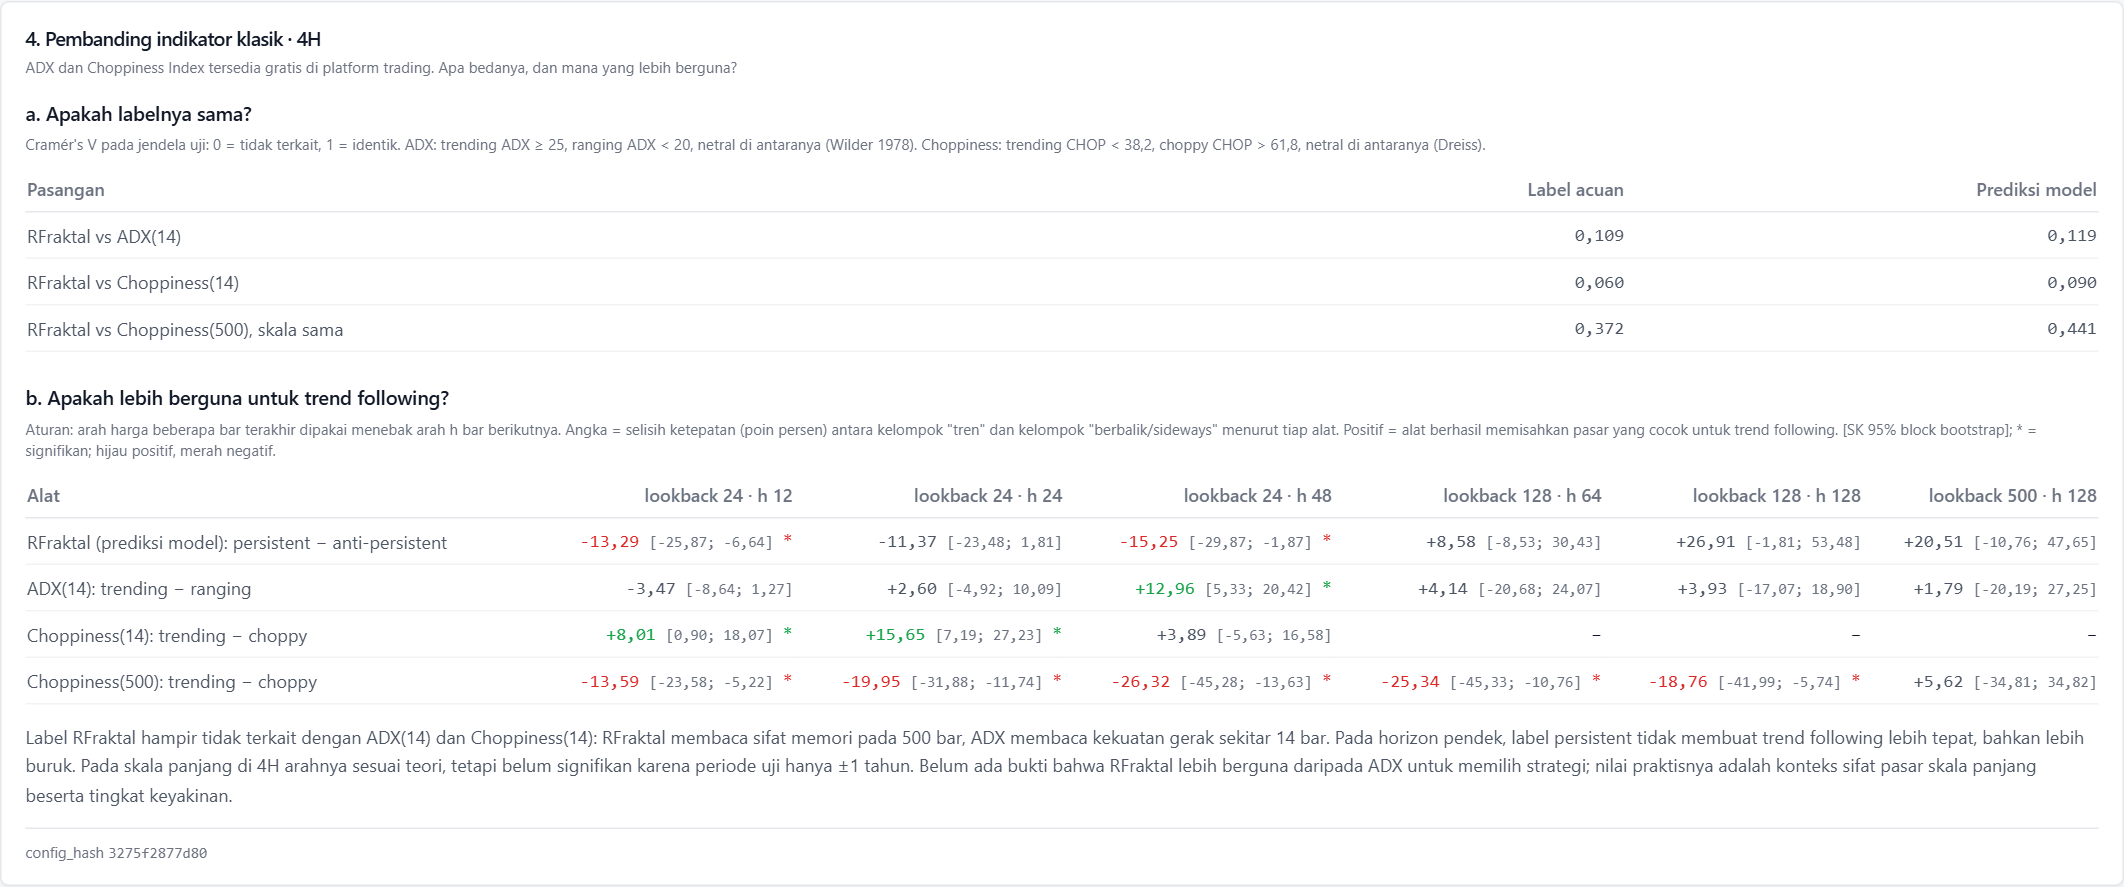 4. Pembanding indikator klasik · 4H
ADX dan Choppiness Index tersedia gratis di platform trading. Apa bedanya, dan mana yang lebih berguna?
a. Apakah labelnya sama?
Cramér's V pada jendela uji: 0 = tidak terkait, 1 = identik. ADX: trending ADX ≥ 25, ranging ADX < 20, netral di antaranya (Wilder 1978). Choppiness: trending CHOP < 38,2, choppy CHOP > 61,8, netral di antaranya (Dreiss).
Pasangan Label acuan Prediksi model
RFraktal vs ADX(14) 0,109 0,119
RFraktal vs Choppiness(14) 0,060 0,090
RFraktal vs Choppiness(500), skala sama 0,372 0,441
b. Apakah lebih berguna untuk trend following?
Aturan: arah harga beberapa bar terakhir dipakai menebak arah h bar berikutnya. Angka = selisih ketepatan (poin persen) antara kelompok "tren" dan kelompok "berbalik/sideways" menurut tiap alat. Positif = alat berhasil memisahkan pasar yang cocok untuk trend following. [SK 95% block bootstrap]; * =
signifikan; hijau positif, merah negatif.
Alat lookback 24 · h 12 lookback 24 · h 24 lookback 24 · h 48 lookback 128 · h 64 lookback 128 · h 128 lookback 500 · h 128
RFraktal (prediksi model): persistent − anti-persistent -13,29 [-25,87; -6,64] * -11,37 [-23,48; 1,81] -15,25 [-29,87; -1,87] * +8,58 [-8,53; 30,43] +26,91 [-1,81; 53,48] +20,51 [-10,76; 47,65]
ADX(14): trending − ranging -3,47 [-8,64; 1,27] +2,60 [-4,92; 10,09] +12,96 [5,33; 20,42] * +4,14 [-20,68; 24,07] +3,93 [-17,07; 18,90] +1,79 [-20,19; 27,25]
Choppiness(14): trending − choppy +8,01 [0,90; 18,07] * +15,65 [7,19; 27,23] * +3,89 [-5,63; 16,58] – – –
Choppiness(500): trending − choppy -13,59 [-23,58; -5,22] * -19,95 [-31,88; -11,74] * -26,32 [-45,28; -13,63] * -25,34 [-45,33; -10,76] * -18,76 [-41,99; -5,74] * +5,62 [-34,81; 34,82]
Label RFraktal hampir tidak terkait dengan ADX(14) dan Choppiness(14): RFraktal membaca sifat memori pada 500 bar, ADX membaca kekuatan gerak sekitar 14 bar. Pada horizon pendek, label persistent tidak membuat trend following lebih tepat, bahkan lebih
buruk. Pada skala panjang di 4H arahnya sesuai teori, tetapi belum signifikan karena periode uji hanya ±1 tahun. Belum ada bukti bahwa RFraktal lebih berguna daripada ADX untuk memilih strategi; nilai praktisnya adalah konteks sifat pasar skala panjang
beserta tingkat keyakinan.
config_hash 3275f2877d80